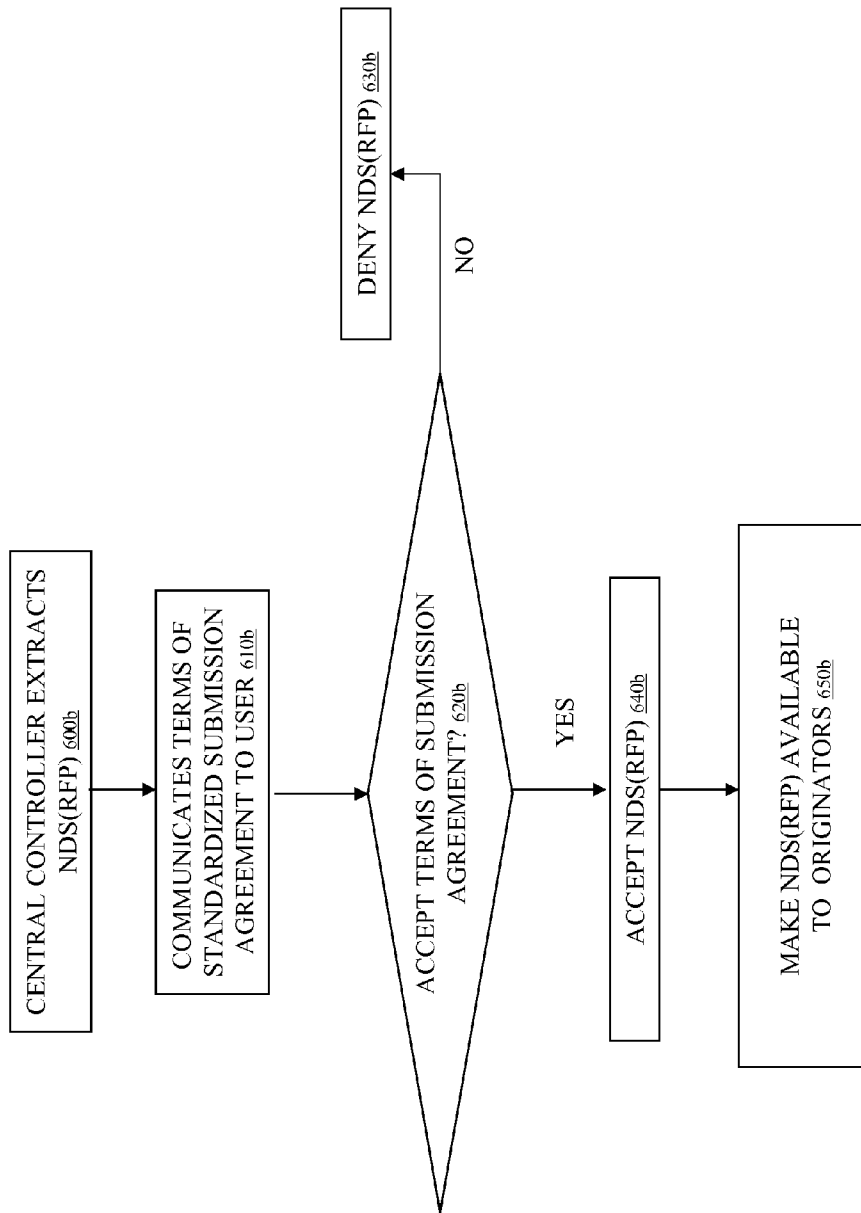 CENTRAL CONTROLLER EXTRACTS
NDS(RFP) 600b
COMMUNICATES TERMS OF
STANDARDIZED SUBMISSION
AGREEMENT TO USER 610b
ACCEPT TERMS OF SUBMISSION
AGREEMENT? 620b
NO
DENY NDS(RFP) 630b
YES
ACCEPT NDS(RFP) 640b
MAKE NDS(RFP) AVAILABLE
TO ORIGINATORS 650b